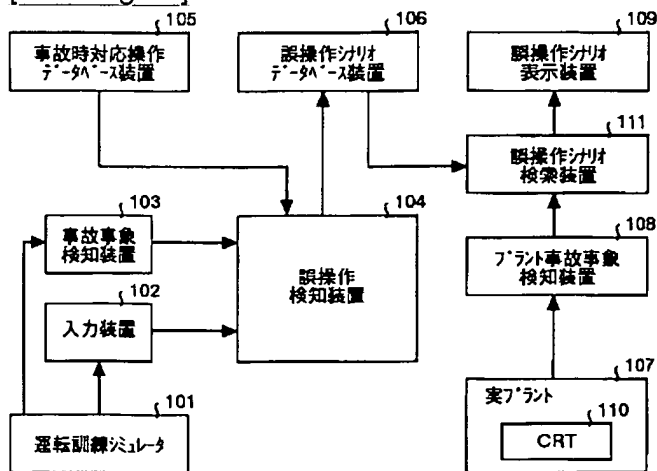 105
事故時対応操作
データベース装置
106
誤操作シナリオ
データベース装置
109
誤操作シナリオ
表示装置
111
誤操作シナリオ
検索装置
103
事故事象
検知装置
104
誤操作
検知装置
108
プラント事故事象
検知装置
102
入力装置
107
実プラント
110
CRT
101
運転訓練シミュレータ